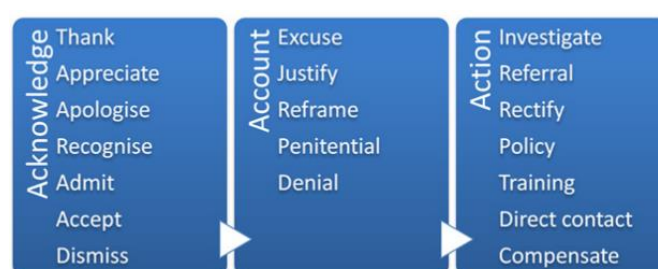 Acknowledge
Thank
Appreciate
Apologise
Recognise
Admit
Accept
Dismiss
Account
Excuse
Justify
Reframe
Penitential
Denial
Action
Investigate
Referral
Rectify
Policy
Training
Direct contact
Compensate